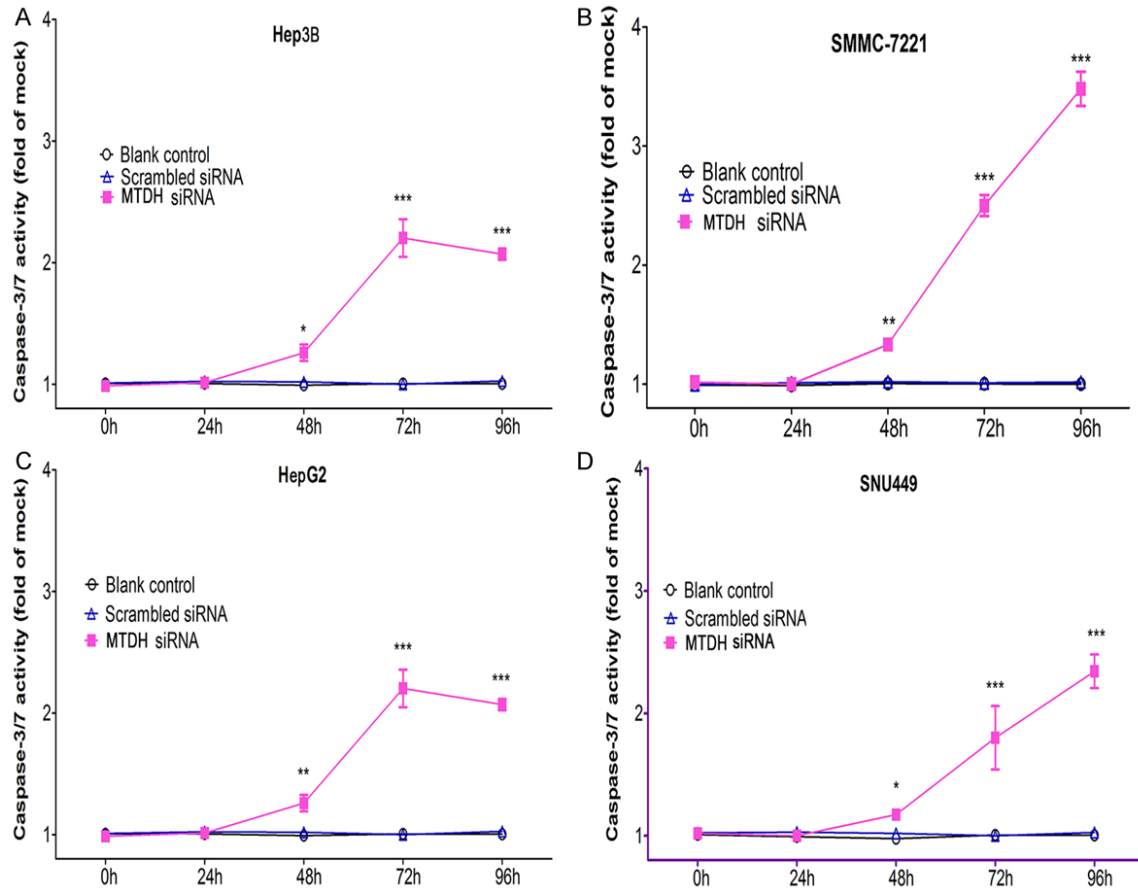 A
Hep3B
Caspase-3/7 activity (fold of mock)
4
3
2
1
Blank control
Scrambled siRNA
MTDH siRNA
*
***
***
0h 24h 48h 72h 96h
B
SMMC-7221
Caspase-3/7 activity (fold of mock)
4
3
2
1
Blank control
Scrambled siRNA
MTDH siRNA
**
***
***
0h 24h 48h 72h 96h
C
HepG2
Caspase-3/7 activity (fold of mock)
4
3
2
1
Blank control
Scrambled siRNA
MTDH siRNA
**
***
***
0h 24h 48h 72h 96h
D
SNU449
Caspase-3/7 activity (fold of mock)
4
3
2
1
Blank control
Scrambled siRNA
MTDH siRNA
*
***
***
0h 24h 48h 72h 96h